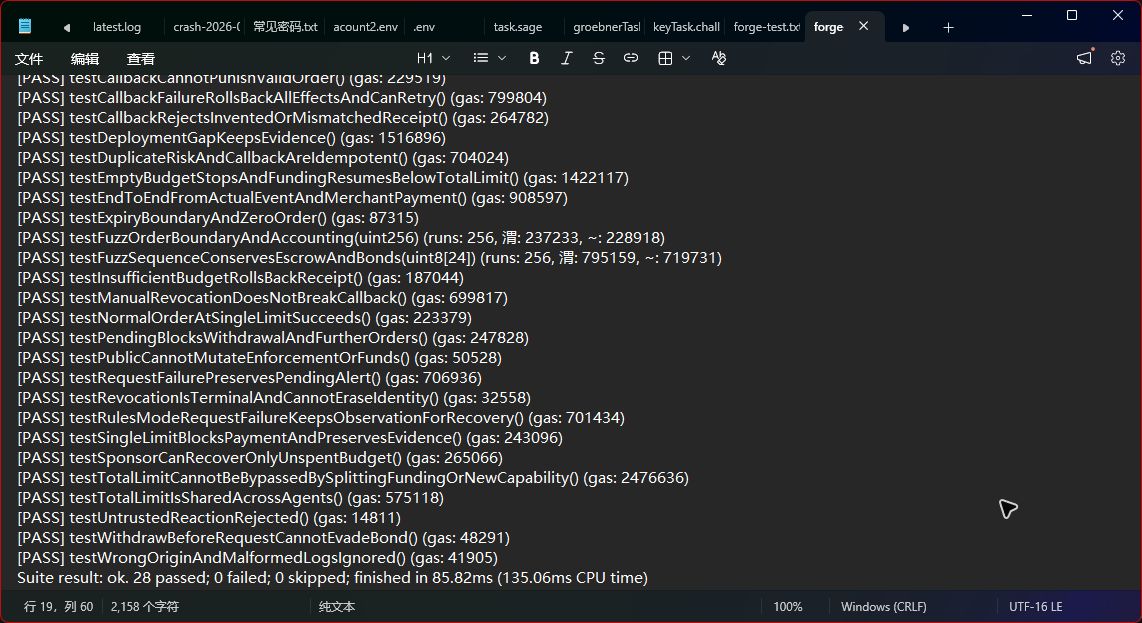 latest.log
crash-2026-0
常见密码.txt
acount2.env
.env
task.sage
groebnerTasl
keyTask.chall
forge-test.txt
forge
文件 编辑 查看
H1
B I S
[PASS] testCallbackCannotPunishValidOrder() (gas: 229519)
[PASS] testCallbackFailureRollsBackAllEffectsAndCanRetry() (gas: 799804)
[PASS] testCallbackRejectsInventedOrMismatchedReceipt() (gas: 264782)
[PASS] testDeploymentGapKeepsEvidence() (gas: 1516896)
[PASS] testDuplicateRiskAndCallbackAreIdempotent() (gas: 704024)
[PASS] testEmptyBudgetStopsAndFundingResumesBelowTotalLimit() (gas: 1422117)
[PASS] testEndToEndFromActualEventAndMerchantPayment() (gas: 908597)
[PASS] testExpiryBoundaryAndZeroOrder() (gas: 87315)
[PASS] testFuzzOrderBoundaryAndAccounting(uint256) (runs: 256, 渭: 237233, ~: 228918)
[PASS] testFuzzSequenceConservesEscrowAndBonds(uint8[24]) (runs: 256, 渭: 795159, ~: 719731)
[PASS] testInsufficientBudgetRollsBackReceipt() (gas: 187044)
[PASS] testManualRevocationDoesNotBreakCallback() (gas: 699817)
[PASS] testNormalOrderAtSingleLimitSucceeds() (gas: 223379)
[PASS] testPendingBlocksWithdrawalAndFurtherOrders() (gas: 247828)
[PASS] testPublicCannotMutateEnforcementOrFunds() (gas: 50528)
[PASS] testRequestFailurePreservesPendingAlert() (gas: 706936)
[PASS] testRevocationIsTerminalAndCannotEraseIdentity() (gas: 32558)
[PASS] testRulesModeRequestFailureKeepsObservationForRecovery() (gas: 701434)
[PASS] testSingleLimitBlocksPaymentAndPreservesEvidence() (gas: 243096)
[PASS] testSponsorCanRecoverOnlyUnspentBudget() (gas: 265066)
[PASS] testTotalLimitCannotBeBypassedBySplittingFundingOrNewCapability() (gas: 2476636)
[PASS] testTotalLimitIsSharedAcrossAgents() (gas: 575118)
[PASS] testUntrustedReactionRejected() (gas: 14811)
[PASS] testWithdrawBeforeRequestCannotEvadeBond() (gas: 48291)
[PASS] testWrongOriginAndMalformedLogsIgnored() (gas: 41905)
Suite result: ok. 28 passed; 0 failed; 0 skipped; finished in 85.82ms (135.06ms CPU time)
行 19，列 60 2,158 个字符 纯文本 100% Windows (CRLF) UTF-16 LE